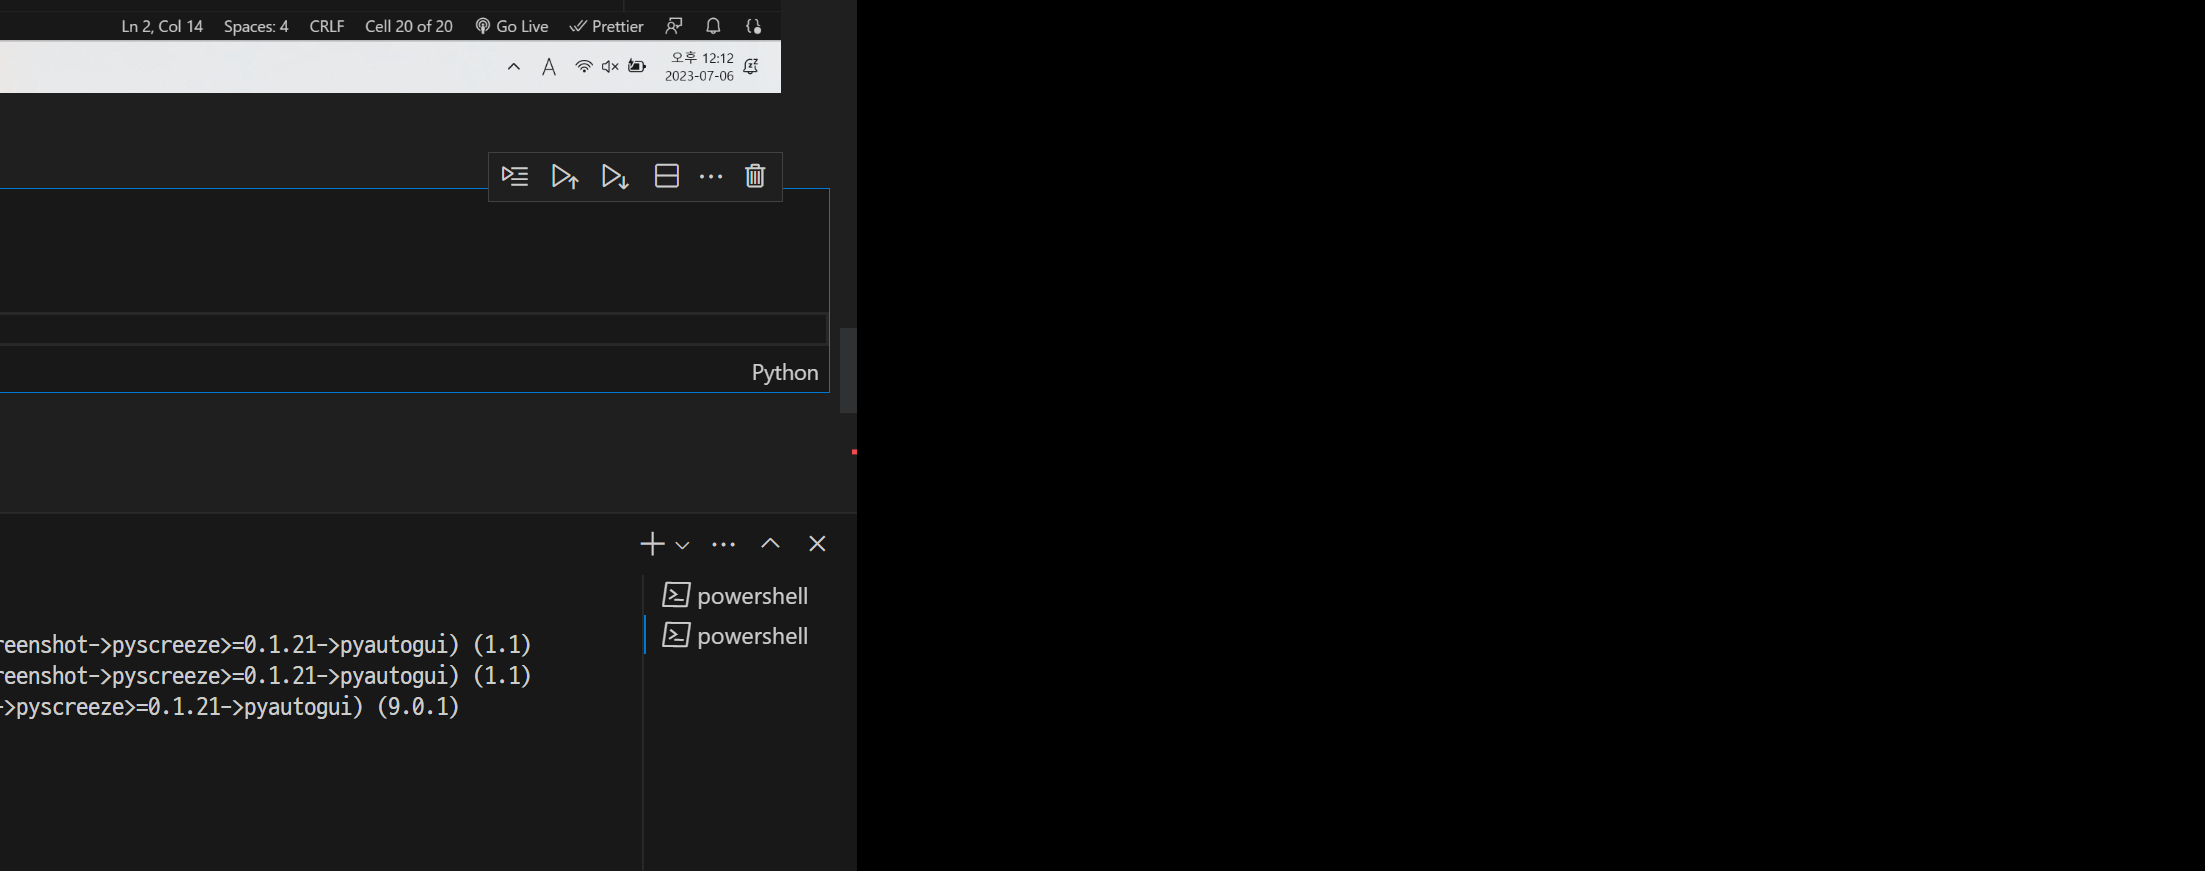 Ln 2, Col 14 Spaces: 4 CRLF Cell 20 of 20 Go Live Prettier
A 오후 12:12
2023-07-06
Python
powershell
powershell
reenshot->pyscreeze>=0.1.21->pyautogui) (1.1)
reenshot->pyscreeze>=0.1.21->pyautogui) (1.1)
->pyscreeze>=0.1.21->pyautogui) (9.0.1)